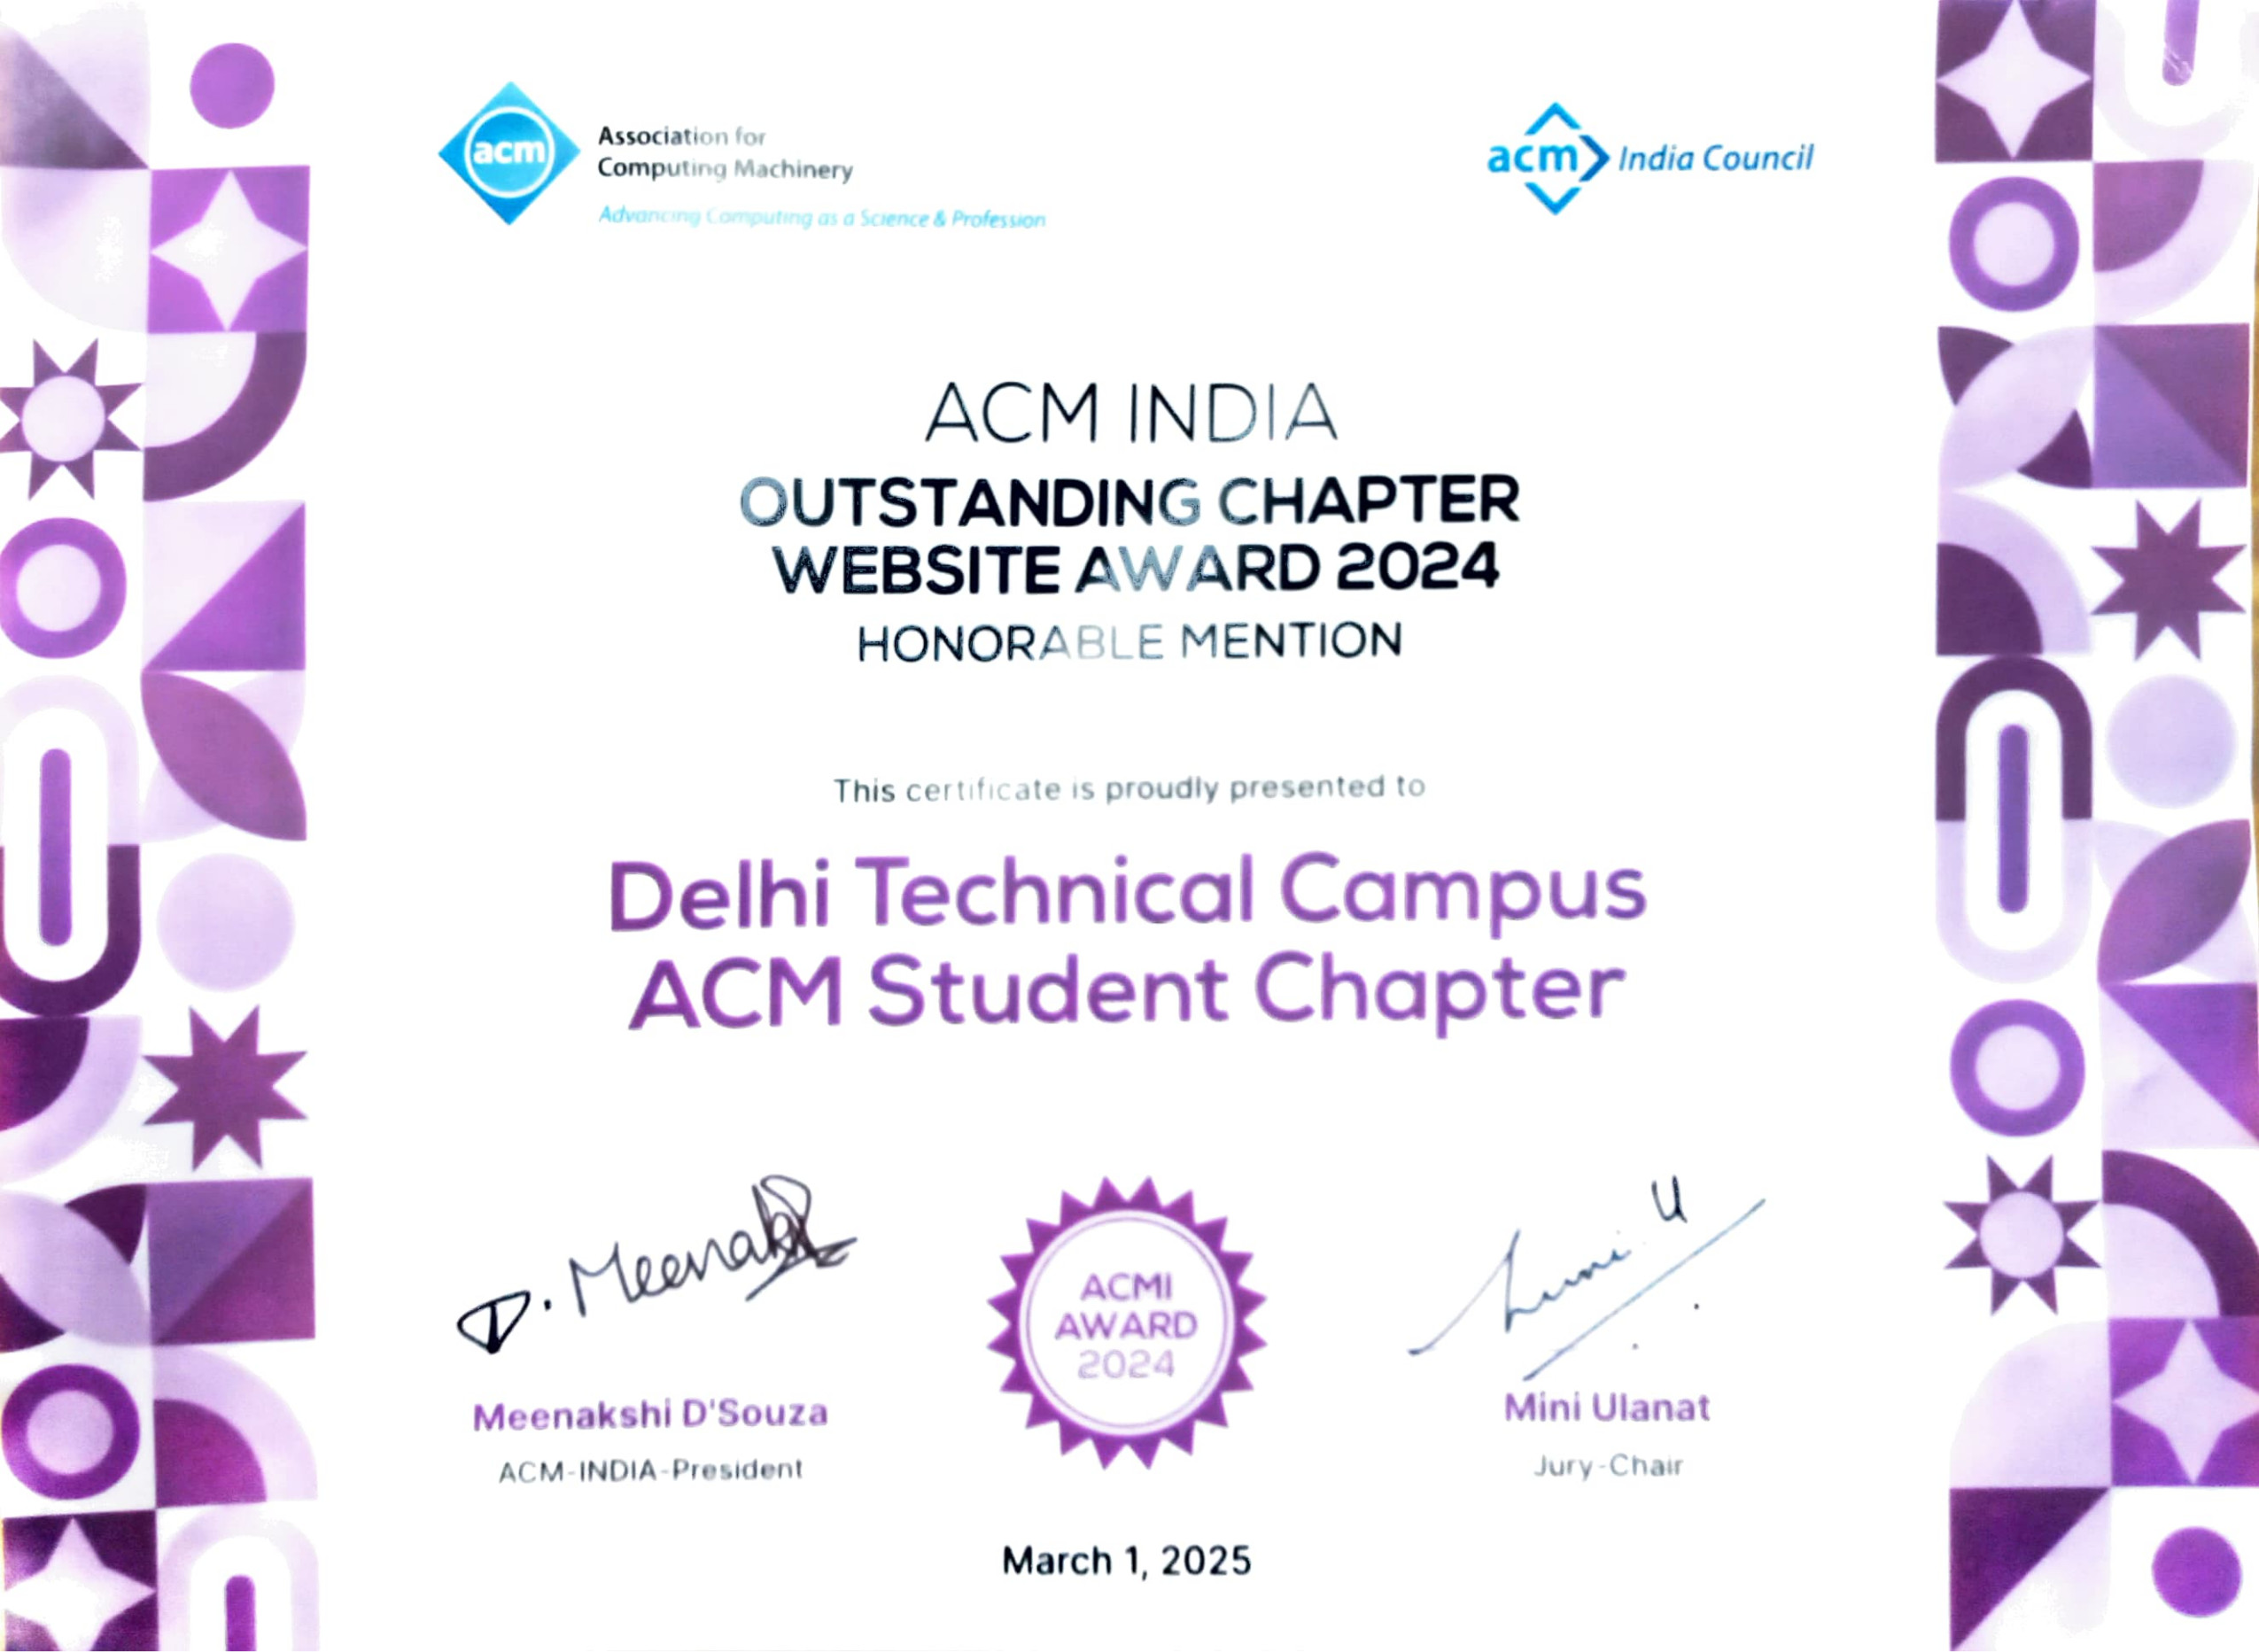 acm
Association for
Computing Machinery
Advancing Computing as a Science & Profession
acm India Council
ACM INDIA
OUTSTANDING CHAPTER
WEBSITE AWARD 2024
HONORABLE MENTION
This certificate is proudly presented to
Delhi Technical Campus
ACM Student Chapter
D. Meenakshi
Mini U
ACMI
AWARD
2024
Meenakshi D'Souza
Mini Ulanat
ACM-INDIA-President
Jury-Chair
March 1, 2025